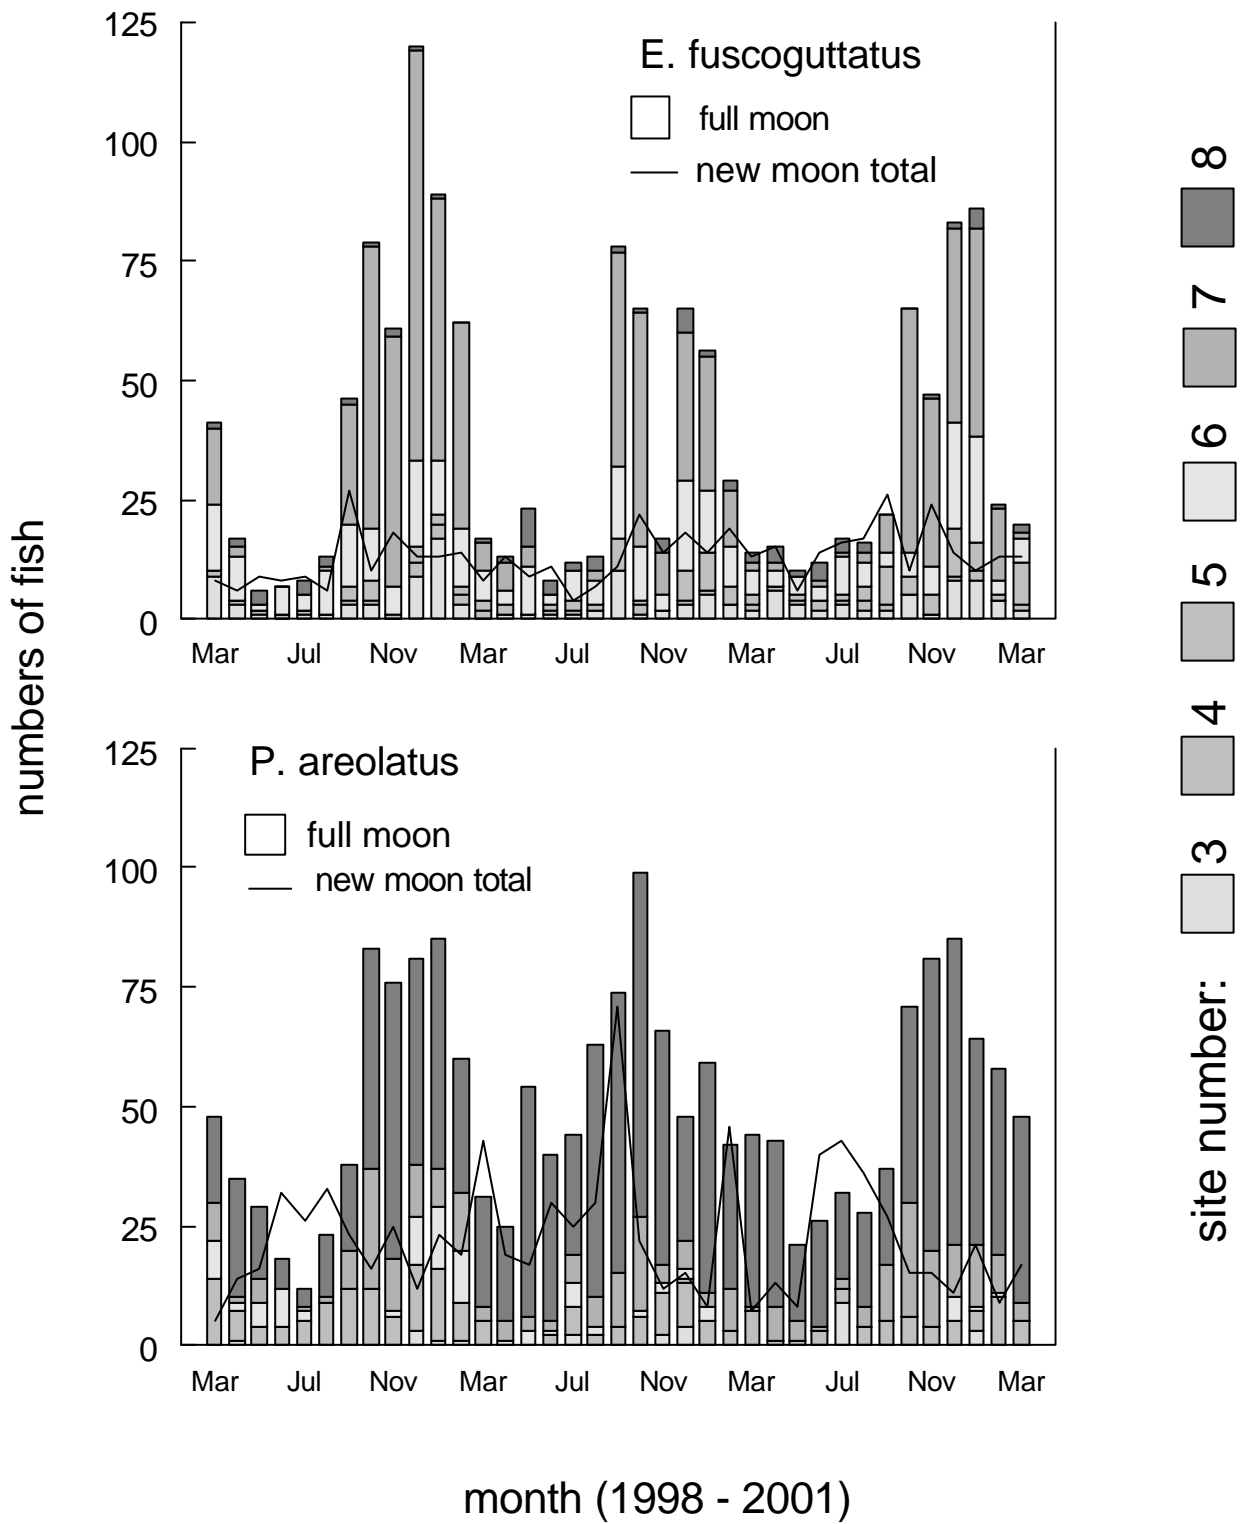 numbers of fish
125
100
75
50
25
0
E. fuscoguttatus
full moon
new moon total
Mar Jul Nov Mar Jul Nov Mar Jul Nov Mar
125
100
75
50
25
0
P. areolatus
full moon
new moon total
Mar Jul Nov Mar Jul Nov Mar Jul Nov Mar
month (1998 - 2001)
site number: 3 4 5 6 7 8